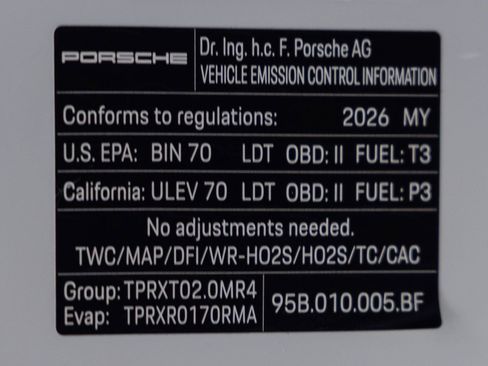 PORSCHE
Dr. Ing. h.c. F. Porsche AG
VEHICLE EMISSION CONTROL INFORMATION
Conforms to regulations: 2026 MY
U.S. EPA: BIN 70 LDT OBD: II FUEL: T3
California: ULEV 70 LDT OBD: II FUEL: P3
No adjustments needed.
TWC/MAP/DFI/WR-HO2S/HO2S/TC/CAC
Group: TPRXT02.0MR4
Evap: TPRXR0170RMA
95B.010.005.BF